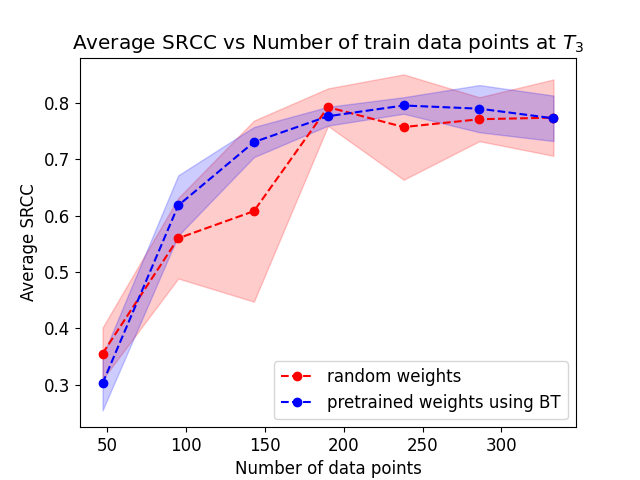 Average SRCC vs Number of train data points at T₃
0.8
0.7
0.6
0.5
0.4
0.3
Average SRCC
random weights
pretrained weights using BT
50 100 150 200 250 300
Number of data points